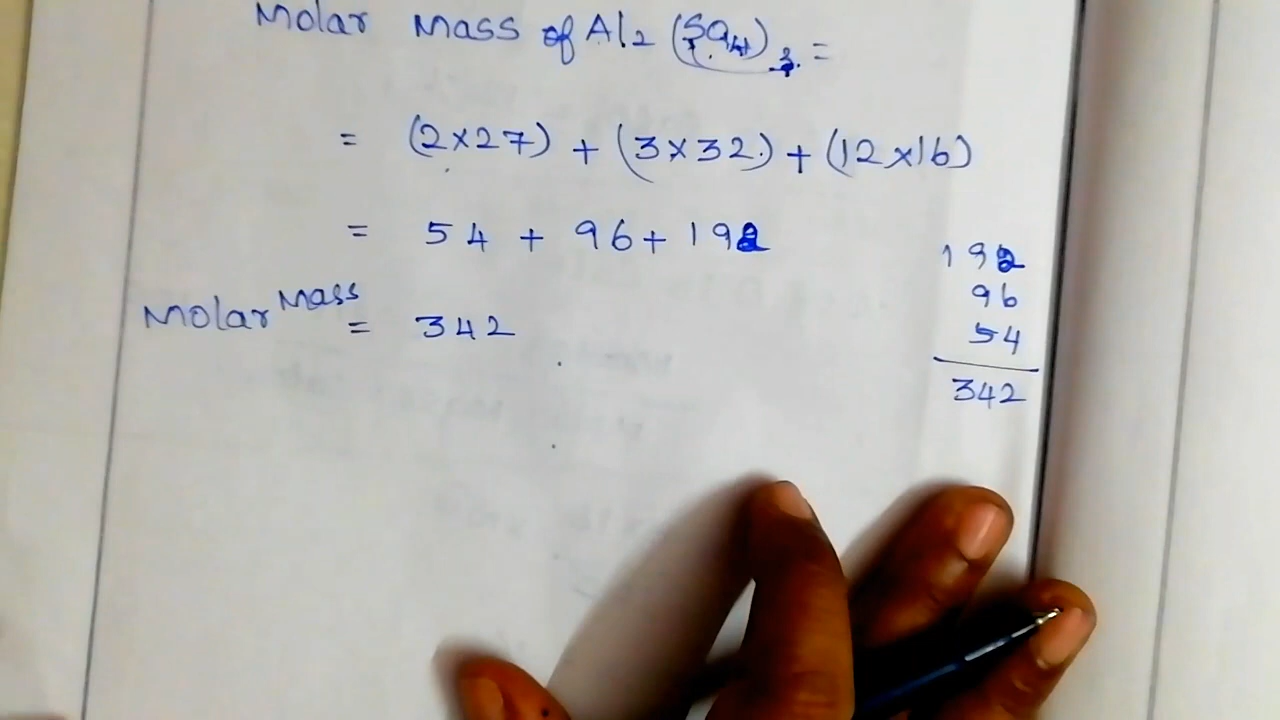 Molar Mass of Al2 (SO4)3 =
= (2×27) + (3×32) + (12×16)
= 54 + 96 + 192
Molar Mass = 342
192
96
54
342